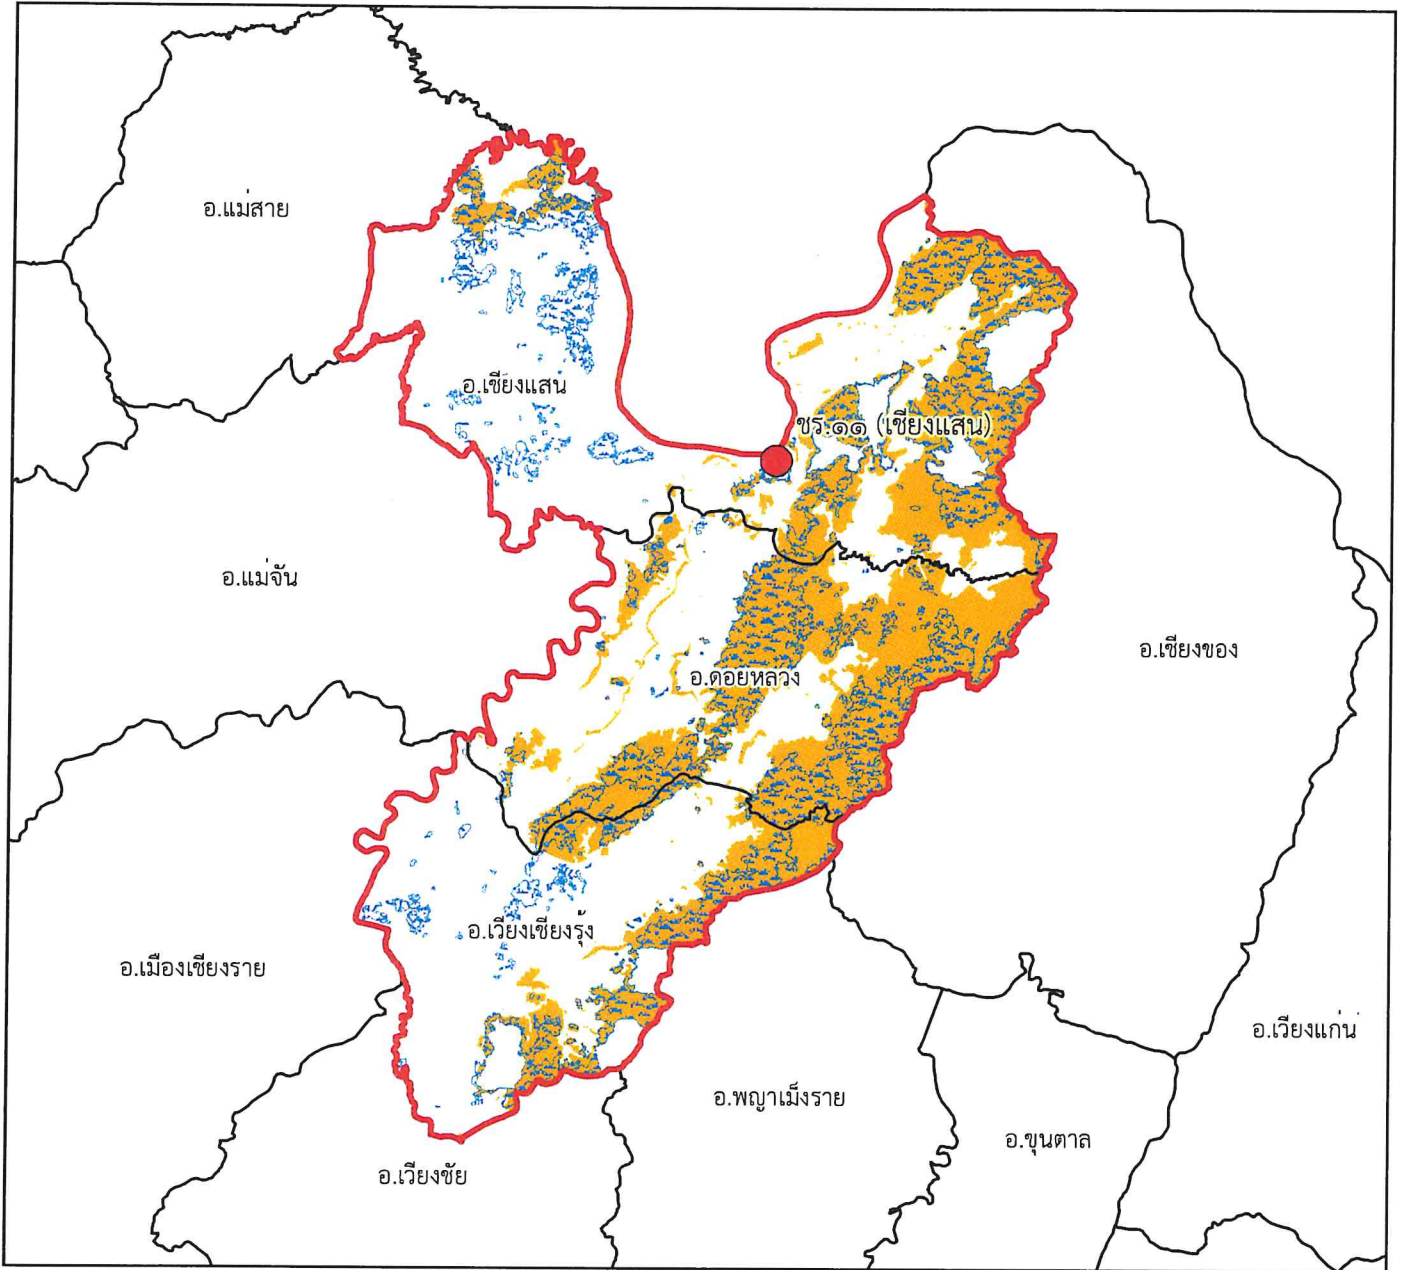 อ.แม่สาย
อ.เชียงแสน
ชร.๑๑ (เชียงแสน)
อ.แม่จัน
อ.เชียงของ
อ.ดอยหลวง
อ.เวียงเชียงรุ้ง
อ.เมืองเชียงราย
อ.เวียงแก่น
อ.พญาเม็งราย
อ.ขุนตาล
อ.เวียงชัย